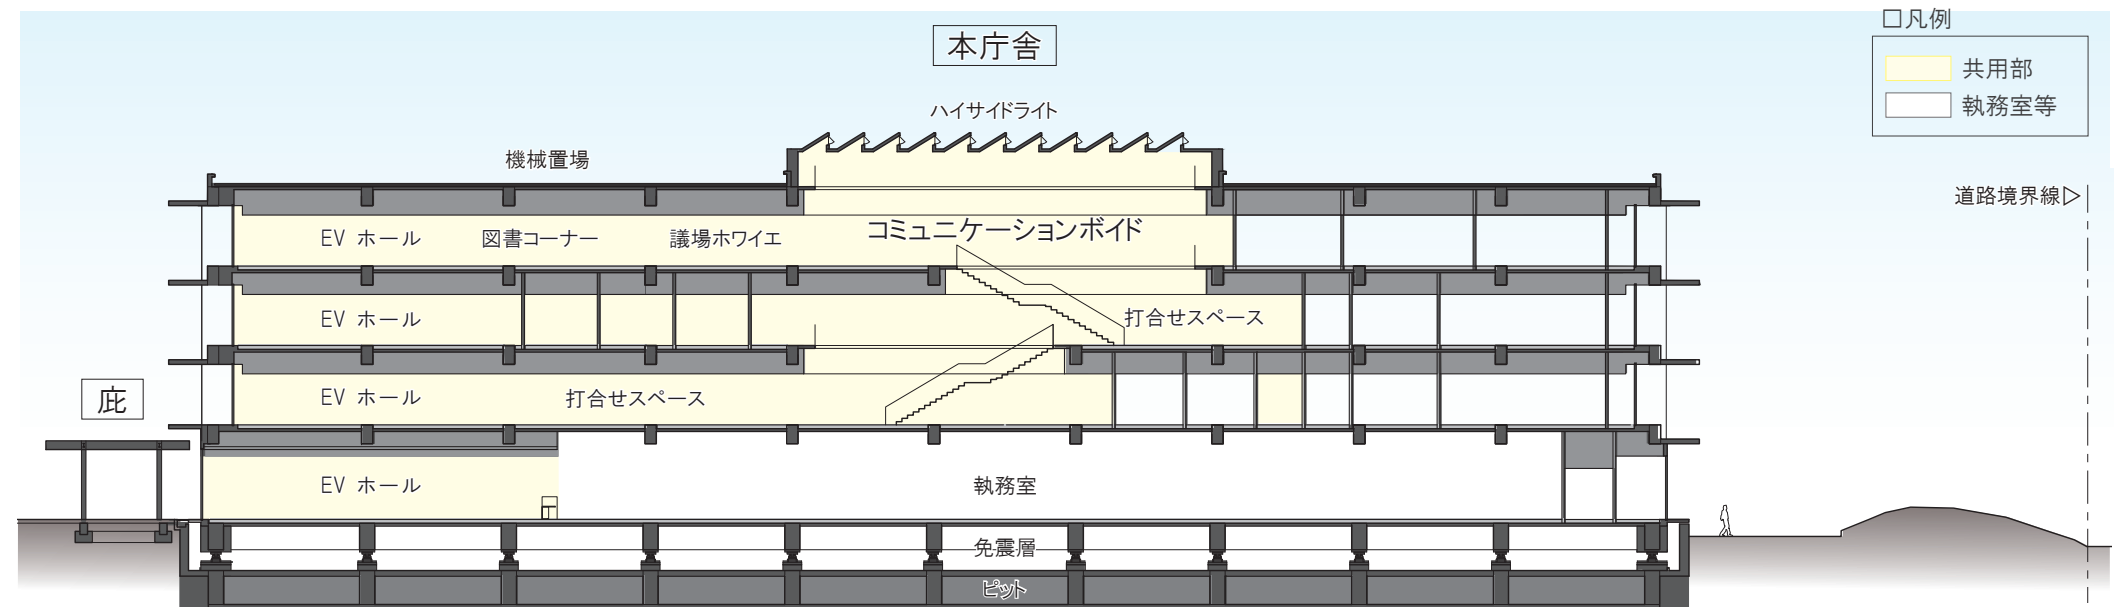 本庁舎
□凡例
共用部
執務室等
ハイサイドライト
機械置場
道路境界線▷
EV ホール
図書コーナー
議場ホワイエ
コミュニケーションボイド
EV ホール
打合せスペース
庇
EV ホール
打合せスペース
EV ホール
執務室
免震層
ピット